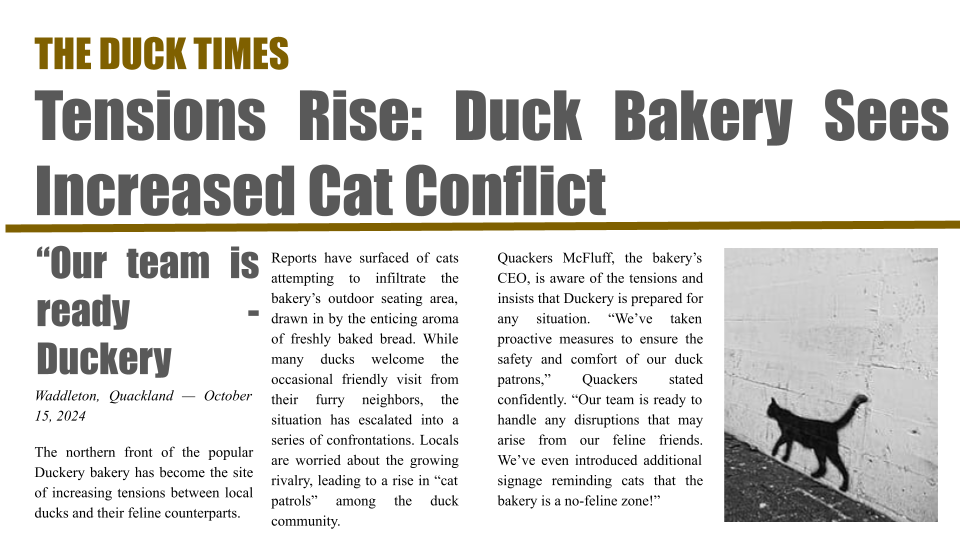 THE DUCK TIMES
Tensions Rise: Duck Bakery Sees
Increased Cat Conflict
“Our team is
ready -
Duckery
Waddleton, Quackland — October
15, 2024
The northern front of the popular
Duckery bakery has become the site
of increasing tensions between local
ducks and their feline counterparts.
Reports have surfaced of cats
attempting to infiltrate the
bakery’s outdoor seating area,
drawn in by the enticing aroma
of freshly baked bread. While
many ducks welcome the
occasional friendly visit from
their furry neighbors, the
situation has escalated into a
series of confrontations. Locals
are worried about the growing
rivalry, leading to a rise in “cat
patrols” among the duck
community.
Quackers McFluff, the bakery’s
CEO, is aware of the tensions and
insists that Duckery is prepared for
any situation. “We’ve taken
proactive measures to ensure the
safety and comfort of our duck
patrons,” Quackers stated
confidently. “Our team is ready to
handle any disruptions that may
arise from our feline friends.
We’ve even introduced additional
signage reminding cats that the
bakery is a no-feline zone!”